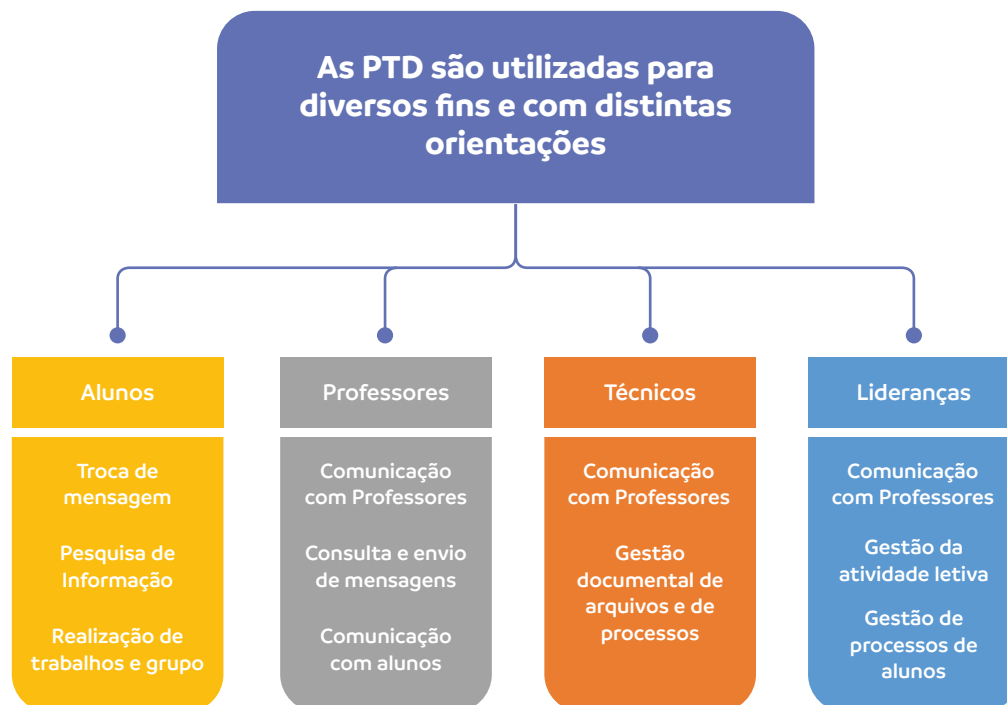 As PTD são utilizadas para
diversos fins e com distintas
orientações
Alunos
Troca de
mensagem
Pesquisa de
Informação
Realização de
trabalhos e grupo
Professores
Comunicação
com Professores
Consulta e envio
de mensagens
Comunicação
com alunos
Técnicos
Comunicação
com Professores
Gestão
documental de
arquivos e de
processos
Lideranças
Comunicação
com Professores
Gestão da
atividade letiva
Gestão de
processos de
alunos